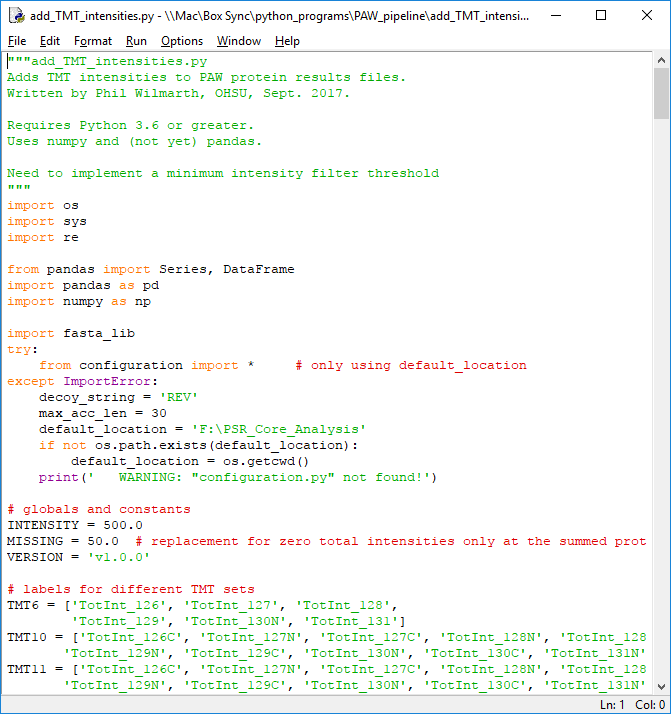 add_TMT_intensities.py - \\Mac\Box Sync\python_programs\PAW_pipeline\add_TMT_intensi...
File Edit Format Run Options Window Help
"""add_TMT_intensities.py
Adds TMT intensities to PAW protein results files.
Written by Phil Wilmarth, OHSU, Sept. 2017.
Requires Python 3.6 or greater.
Uses numpy and (not yet) pandas.
Need to implement a minimum intensity filter threshold
"""
import os
import sys
import re
from pandas import Series, DataFrame
import pandas as pd
import numpy as np
import fasta_lib
try:
    from configuration import *     # only using default_location
except ImportError:
    decoy_string = 'REV'
    max_acc_len = 30
    default_location = 'F:\PSR_Core_Analysis'
    if not os.path.exists(default_location):
        default_location = os.getcwd()
    print('   WARNING: "configuration.py" not found!')
# globals and constants
INTENSITY = 500.0
MISSING = 50.0  # replacement for zero total intensities only at the summed prot
VERSION = 'v1.0.0'
# labels for different TMT sets
TMT6 = ['TotInt_126', 'TotInt_127', 'TotInt_128',
        'TotInt_129', 'TotInt_130N', 'TotInt_131']
TMT10 = ['TotInt_126C', 'TotInt_127N', 'TotInt_127C', 'TotInt_128N', 'TotInt_128
       'TotInt_129N', 'TotInt_129C', 'TotInt_130N', 'TotInt_130C', 'TotInt_131N'
TMT11 = ['TotInt_126C', 'TotInt_127N', 'TotInt_127C', 'TotInt_128N', 'TotInt_128
       'TotInt_129N', 'TotInt_129C', 'TotInt_130N', 'TotInt_130C', 'TotInt_131N'
Ln: 1 Col: 0